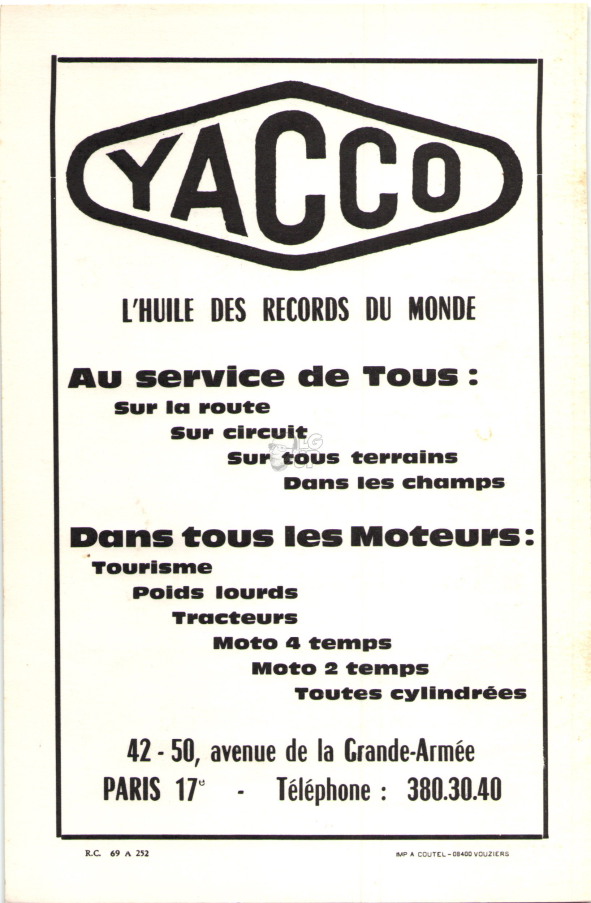 YACCO
L'HUILE DES RECORDS DU MONDE
Au service de Tous :
Sur la route
Sur circuit
Sur tous terrains
Dans les champs
Dans tous les Moteurs :
Tourisme
Poids lourds
Tracteurs
Moto 4 temps
Moto 2 temps
Toutes cylindrées
42 - 50, avenue de la Grande-Armée
PARIS 17e - Téléphone : 380.30.40
R.C. 69 A 252
IMP A COUTEL - 08400 VOUZIERS